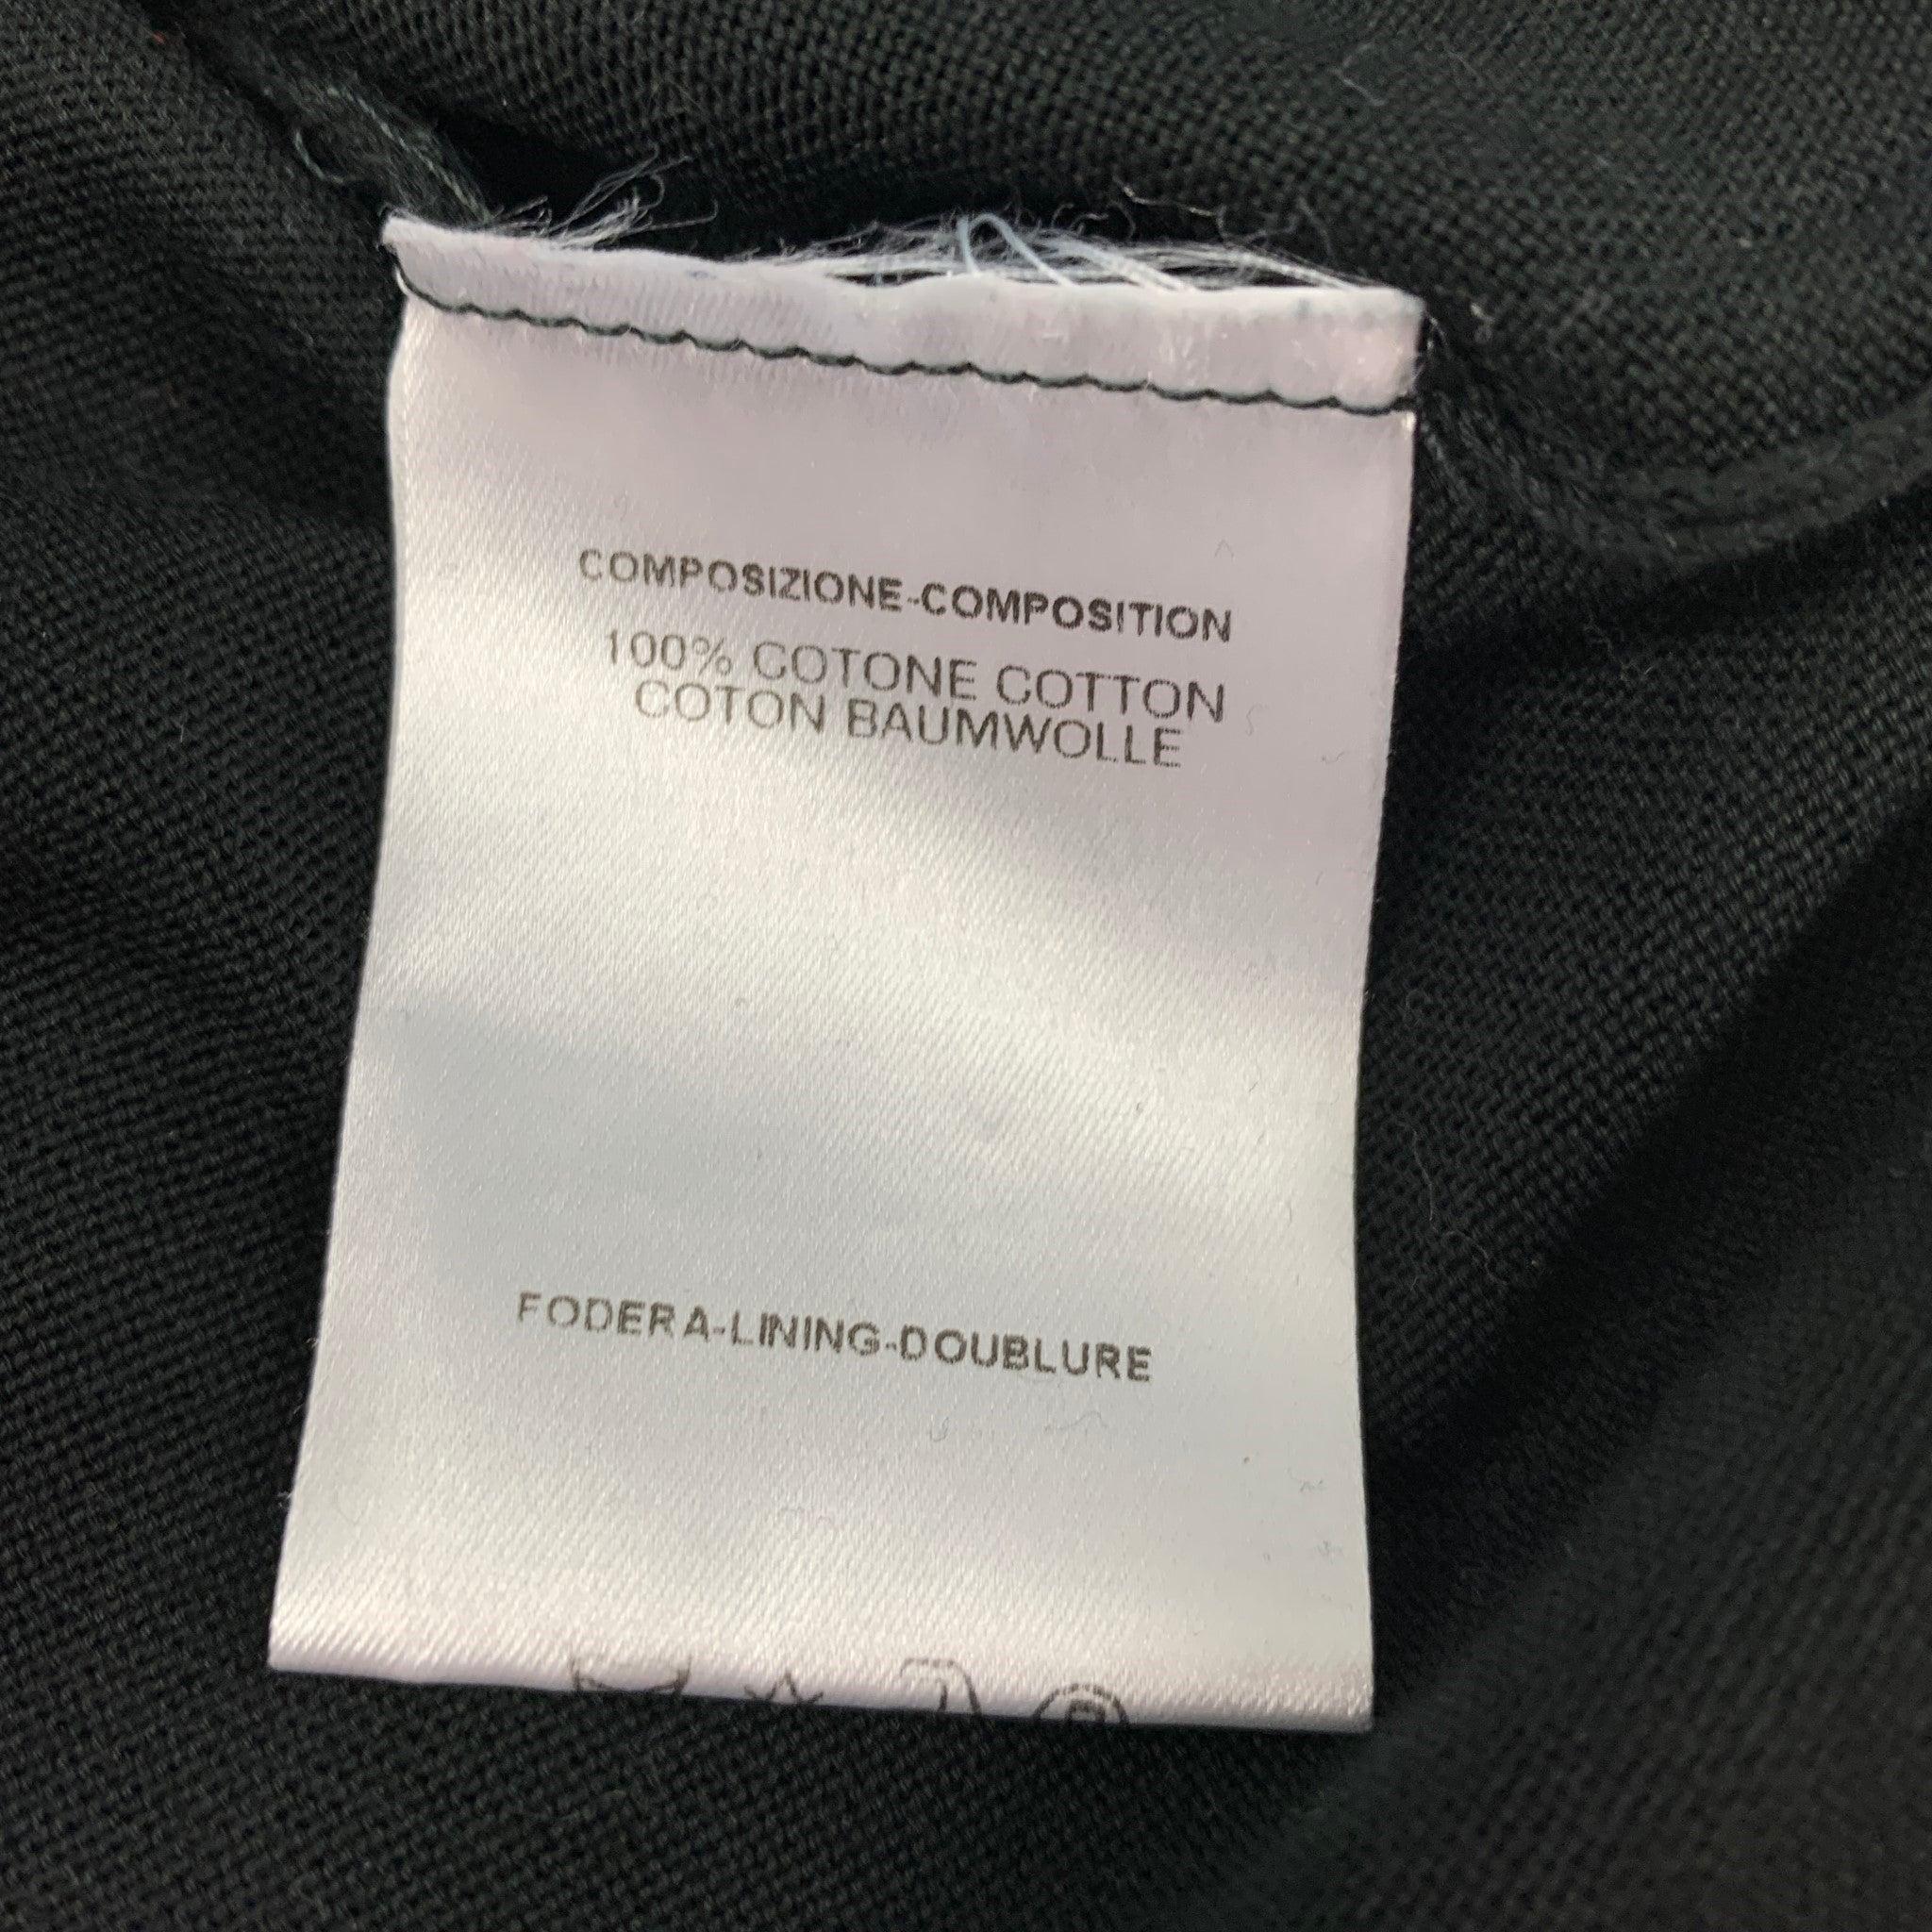 COMPOSIZIONE-COMPOSITION
100% COTONE COTTON
COTON BAUMWOLLE
FODERA-LINING-DOUBLURE